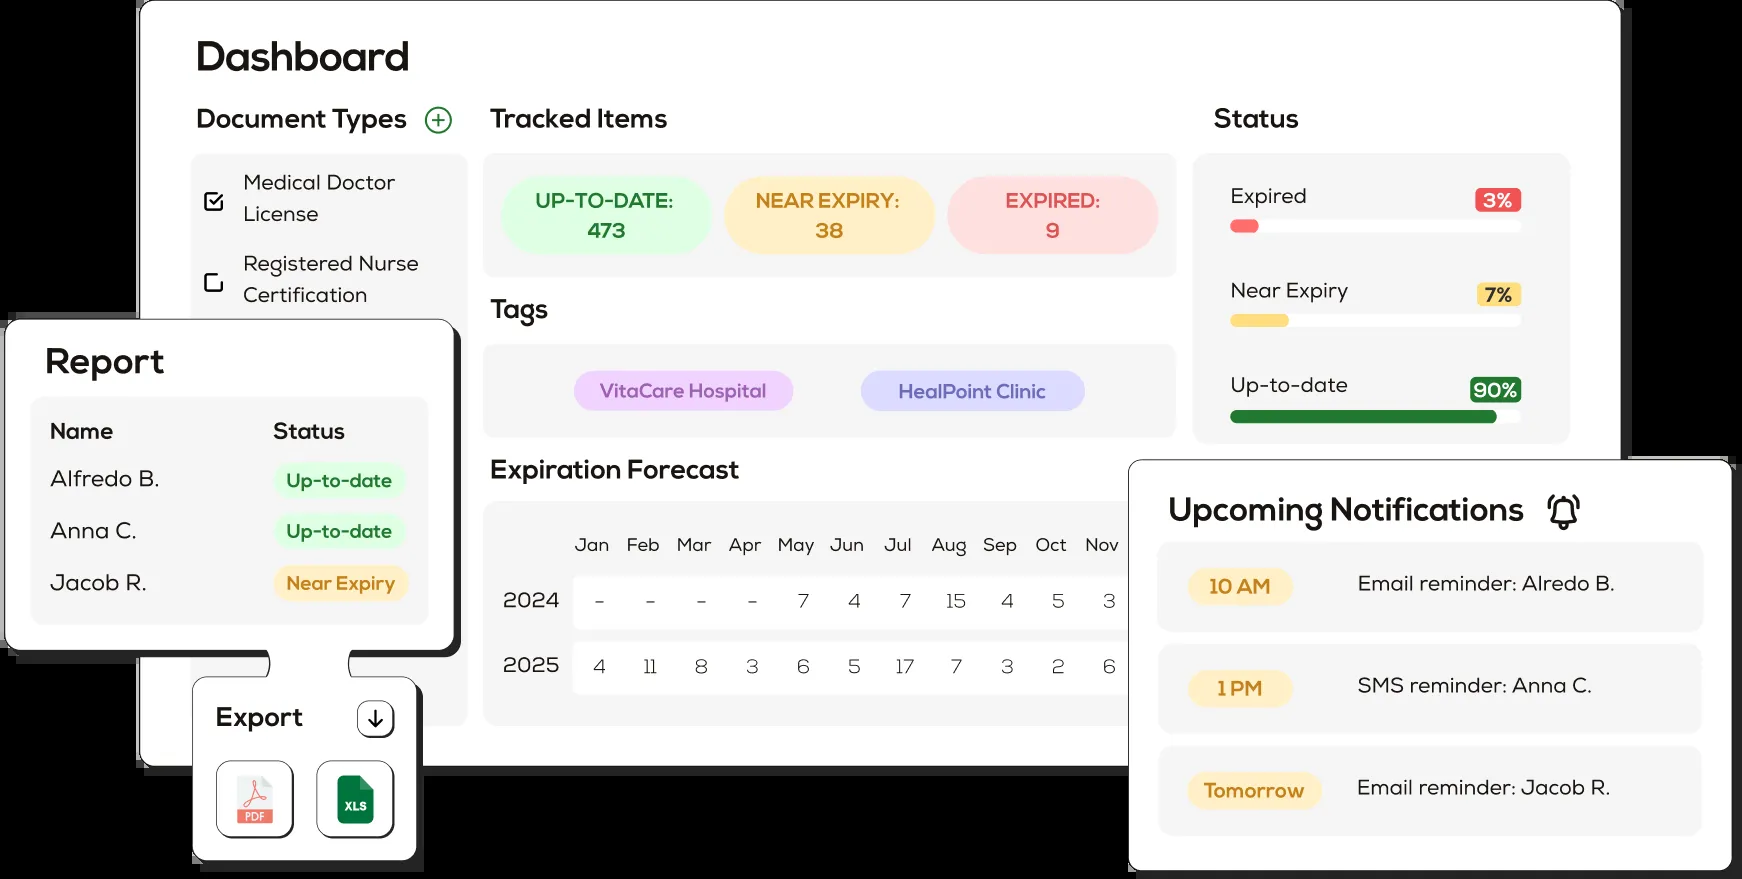 Dashboard
Document Types
Medical Doctor
License
Registered Nurse
Certification
Tracked Items
UP-TO-DATE:
473
NEAR EXPIRY:
38
EXPIRED:
9
Tags
VitaCare Hospital
HealPoint Clinic
Status
Expired 3%
Near Expiry 7%
Up-to-date 90%
Expiration Forecast
Jan Feb Mar Apr May Jun Jul Aug Sep Oct Nov
2024 - - - - 7 4 7 15 4 5 3
2025 4 11 8 3 6 5 17 7 3 2 6
Report
Name Status
Alfredo B. Up-to-date
Anna C. Up-to-date
Jacob R. Near Expiry
Export
PDF
XLS
Upcoming Notifications
10 AM Email reminder: Alredo B.
1 PM SMS reminder: Anna C.
Tomorrow Email reminder: Jacob R.